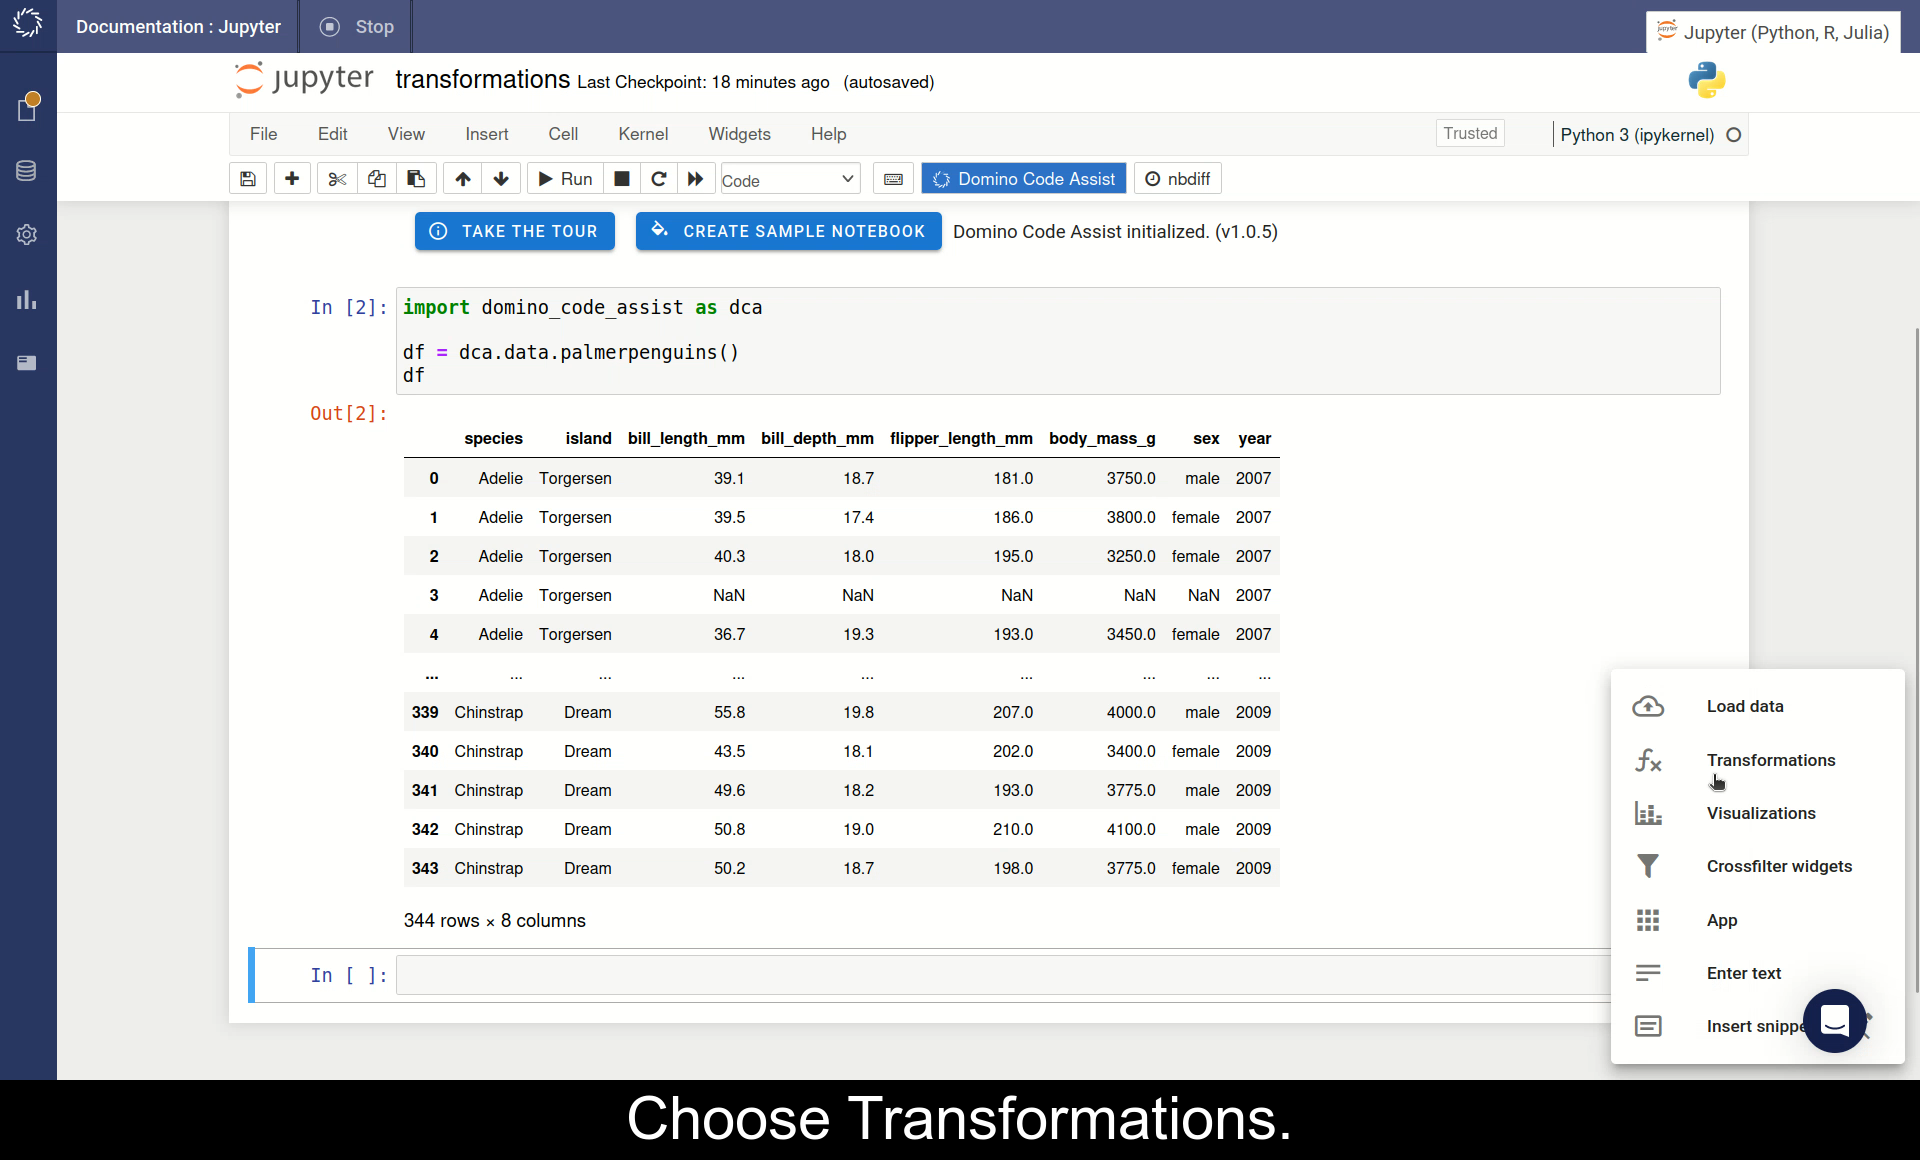 Documentation : Jupyter
Stop
Jupyter (Python, R, Julia)
jupyter transformations Last Checkpoint: 18 minutes ago (autosaved)
File Edit View Insert Cell Kernel Widgets Help Trusted Python 3 (ipykernel)
Run Code Domino Code Assist nbdiff
TAKE THE TOUR CREATE SAMPLE NOTEBOOK Domino Code Assist initialized. (v1.0.5)
In [2]: import domino_code_assist as dca
df = dca.data.palmerpenguins()
df
Out[2]:
species island bill_length_mm bill_depth_mm flipper_length_mm body_mass_g sex year
0 Adelie Torgersen 39.1 18.7 181.0 3750.0 male 2007
1 Adelie Torgersen 39.5 17.4 186.0 3800.0 female 2007
2 Adelie Torgersen 40.3 18.0 195.0 3250.0 female 2007
3 Adelie Torgersen NaN NaN NaN NaN NaN 2007
4 Adelie Torgersen 36.7 19.3 193.0 3450.0 female 2007
... ... ... ... ... ... ... ... ...
339 Chinstrap Dream 55.8 19.8 207.0 4000.0 male 2009
340 Chinstrap Dream 43.5 18.1 202.0 3400.0 female 2009
341 Chinstrap Dream 49.6 18.2 193.0 3775.0 male 2009
342 Chinstrap Dream 50.8 19.0 210.0 4100.0 male 2009
343 Chinstrap Dream 50.2 18.7 198.0 3775.0 female 2009
344 rows × 8 columns
In [ ]:
Load data
Transformations
Visualizations
Crossfilter widgets
App
Enter text
Insert snippe
Choose Transformations.